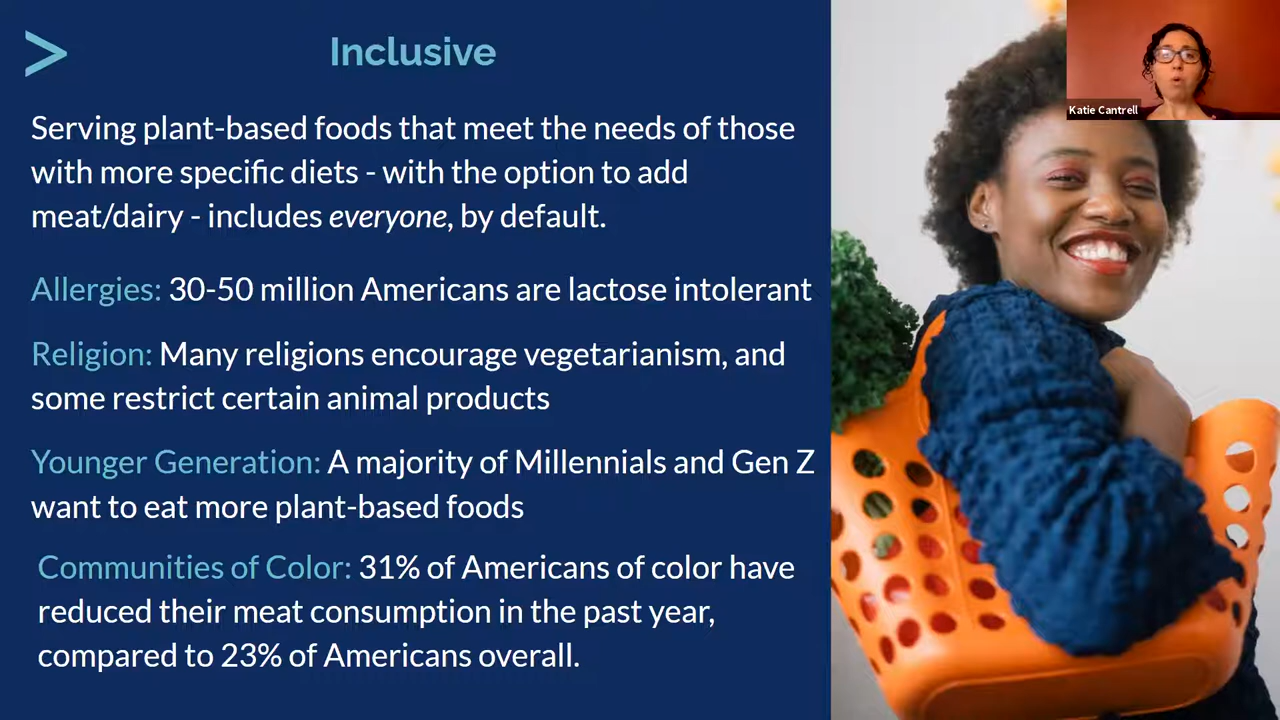 Inclusive
Serving plant-based foods that meet the needs of those
with more specific diets - with the option to add
meat/dairy - includes everyone, by default.
Allergies: 30-50 million Americans are lactose intolerant
Religion: Many religions encourage vegetarianism, and
some restrict certain animal products
Younger Generation: A majority of Millennials and Gen Z
want to eat more plant-based foods
Communities of Color: 31% of Americans of color have
reduced their meat consumption in the past year,
compared to 23% of Americans overall.
Katie Cantrell